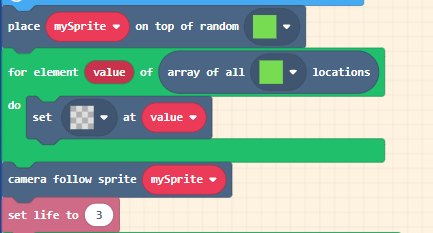 place mySprite on top of random
for element value of array of all locations
do
set at value
camera follow sprite mySprite
set life to 3